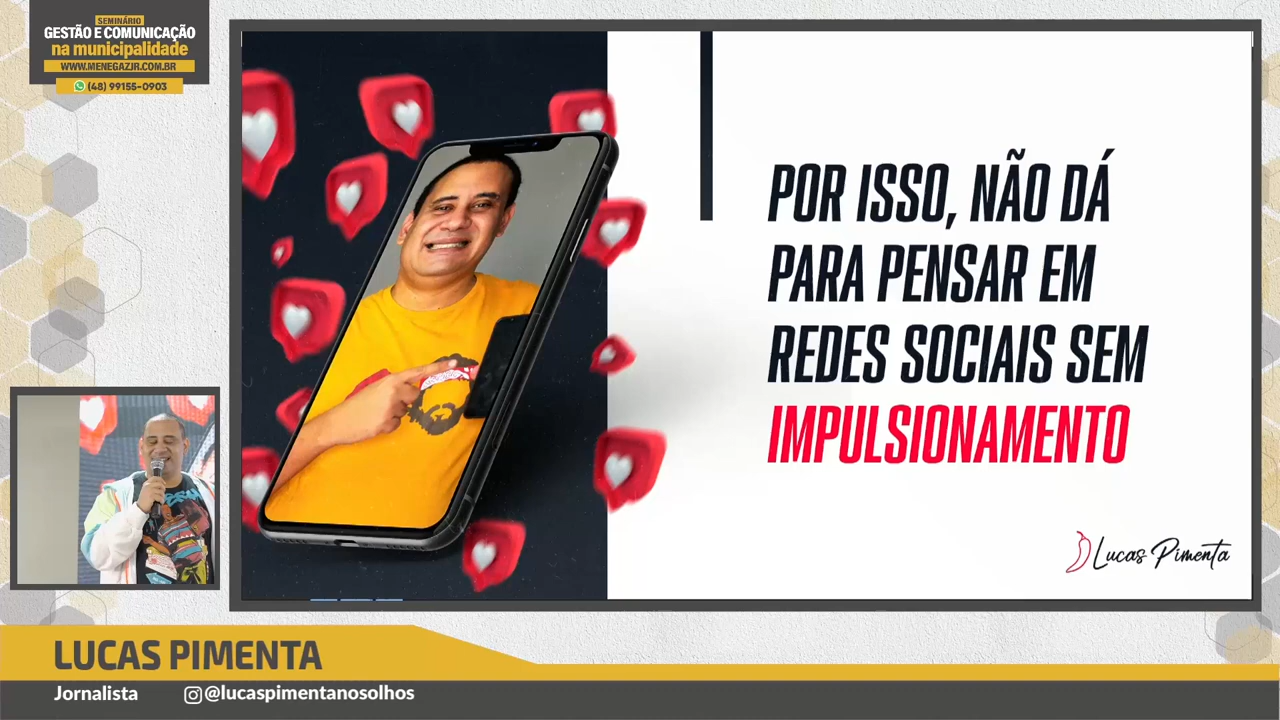 SEMINÁRIO
GESTÃO E COMUNICAÇÃO
na municipalidade
WWW.MENEGAZJR.COM.BR
(48) 99155-0903
POR ISSO, NÃO DÁ
PARA PENSAR EM
REDES SOCIAIS SEM
IMPULSIONAMENTO
Lucas Pimenta
LUCAS PIMENTA
Jornalista @lucaspimentanosolhos